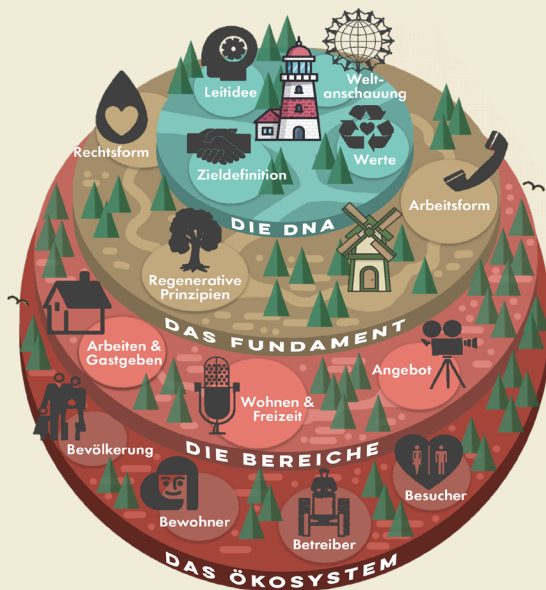 Leitidee
Welt-
anschauung
Zieldefinition
Werte
DIE DNA
Rechtsform
Arbeitsform
Regenerative
Prinzipien
DAS FUNDAMENT
Arbeiten &
Gastgeben
Wohnen &
Freizeit
Angebot
DIE BEREICHE
Bevölkerung
Bewohner
Betreiber
Besucher
DAS ÖKOSYSTEM